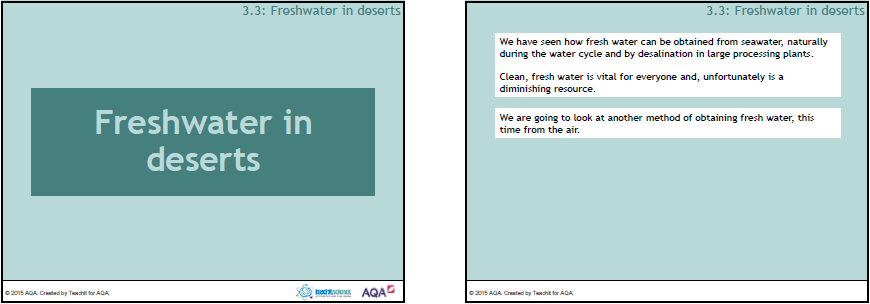 3.3: Freshwater in deserts
Freshwater in
deserts
© 2015 AQA. Created by Teachit for AQA.
teachitscience
AQA
3.3: Freshwater in deserts
We have seen how fresh water can be obtained from seawater, naturally
during the water cycle and by desalination in large processing plants.
Clean, fresh water is vital for everyone and, unfortunately is a
diminishing resource.
We are going to look at another method of obtaining fresh water, this
time from the air.
© 2015 AQA. Created by Teachit for AQA.